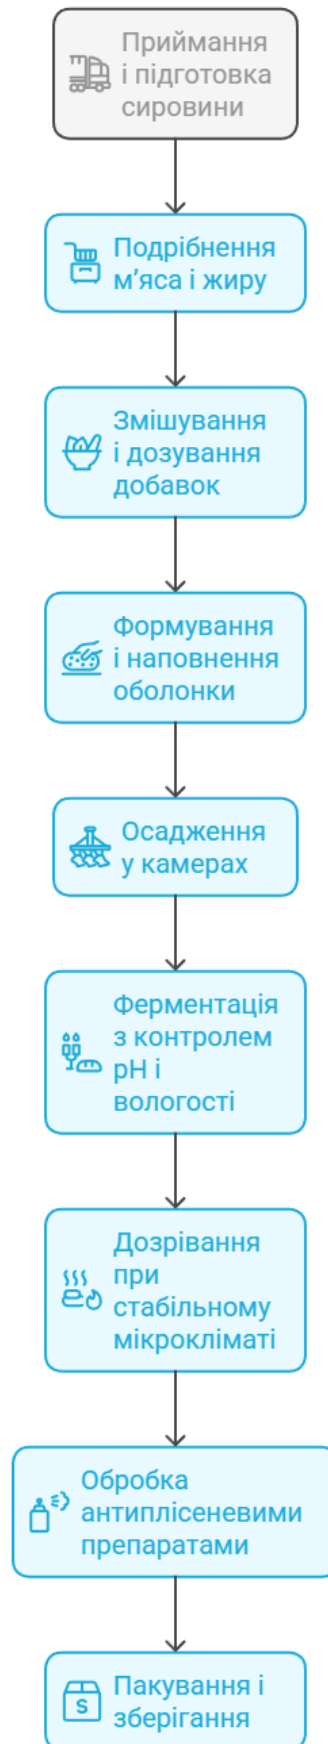 Приймання
і підготовка
сировини
Подрібнення
м’яса і жиру
Змішування
і дозування
добавок
Формування
і наповнення
оболонки
Осадження
у камерах
Ферментація
з контролем
pH і
вологості
Дозрівання
при
стабільному
мікрокліматі
Обробка
антиплісеневими
препаратами
S
Пакування і
зберігання